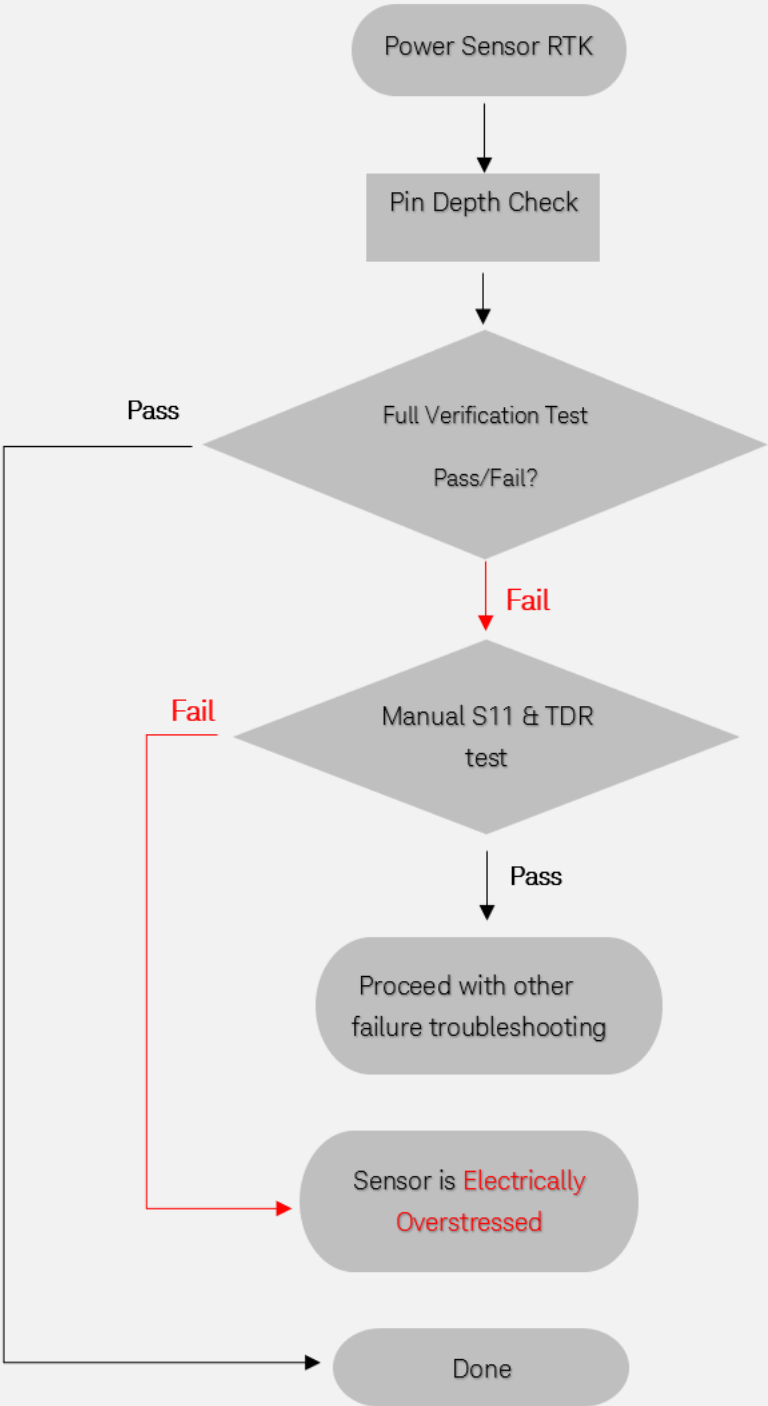 Power Sensor RTK
Pin Depth Check
Pass
Full Verification Test
Pass/Fail?
Fail
Fail
Manual S11 & TDR
test
Pass
Proceed with other
failure troubleshooting
Sensor is Electrically
Overstressed
Done